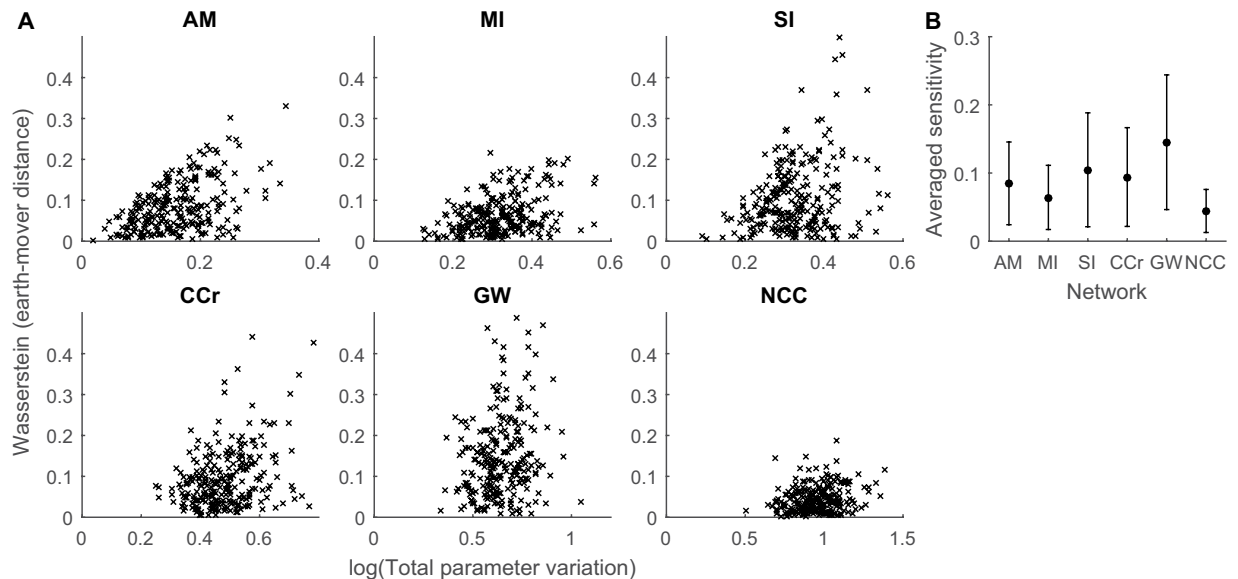 A
AM
MI
SI
B
Wasserstein (earth-mover distance)
0.4
0.3
0.2
0.1
0
0 0.2 0.4
0.4
0.3
0.2
0.1
0
0 0.2 0.4 0.6
0.4
0.3
0.2
0.1
0
0 0.2 0.4 0.6
Averaged sensitivity
0.3
0.2
0.1
0
AM MI SI CCr GW NCC
Network
CCr
GW
NCC
0.4
0.3
0.2
0.1
0
0 0.2 0.4 0.6
0.4
0.3
0.2
0.1
0
0 0.5 1
0.4
0.3
0.2
0.1
0
0 0.5 1 1.5
log(Total parameter variation)